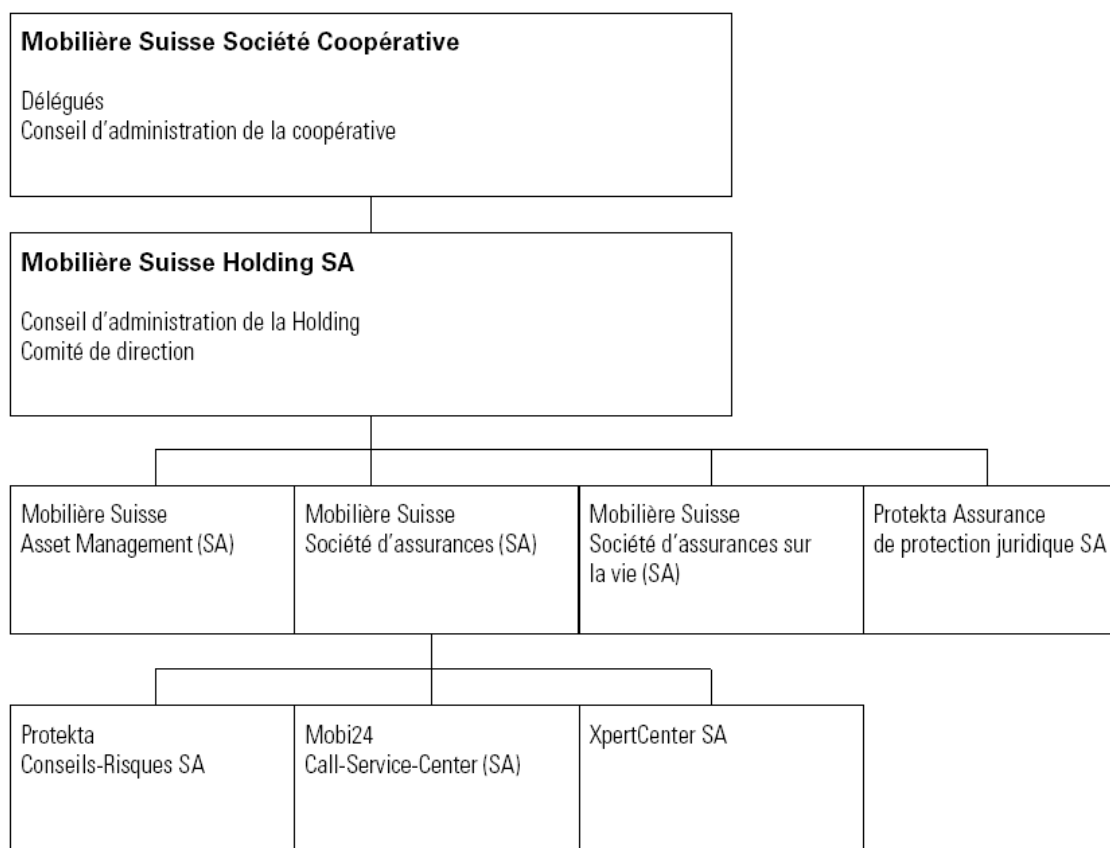 Mobilière Suisse Société Coopérative
Délégués
Conseil d'administration de la coopérative
Mobilière Suisse Holding SA
Conseil d'administration de la Holding
Comité de direction
Mobilière Suisse
Asset Management (SA)
Mobilière Suisse
Société d'assurances (SA)
Mobilière Suisse
Société d'assurances sur
la vie (SA)
Protekta Assurance
de protection juridique SA
Protekta
Conseils-Risques SA
Mobi24
Call-Service-Center (SA)
XpertCenter SA